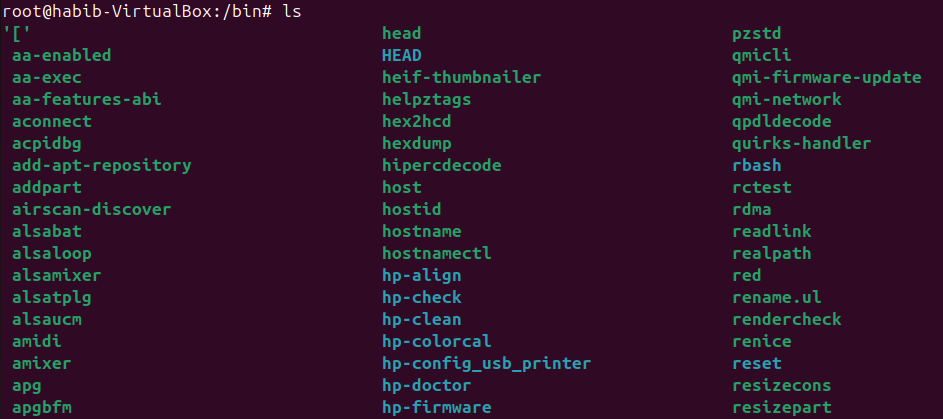 root@habib-VirtualBox:/bin# ls
'[' head pzstd
aa-enabled HEAD qmicli
aa-exec heif-thumbnailer qmi-firmware-update
aa-features-abi helpztags qmi-network
aconnect hex2hcd qpdldecode
acpidbg hexdump quirks-handler
add-apt-repository hipercdecode rbash
addpart host rctest
airscan-discover hostid rdma
alsabat hostname readlink
alsaloop hostnamectl realpath
alsamixer hp-align red
alsatplg hp-check rename.ul
alsaucm hp-clean rendercheck
amidi hp-colorcal renice
amixer hp-config_usb_printer reset
apg hp-doctor resizecons
apgbfm hp-firmware resizepart